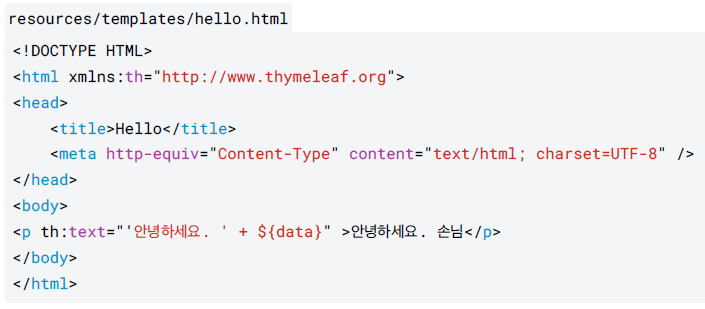 resources/templates/hello.html
<!DOCTYPE HTML>
<html xmlns:th="http://www.thymeleaf.org">
<head>
    <title>Hello</title>
    <meta http-equiv="Content-Type" content="text/html; charset=UTF-8" />
</head>
<body>
<p th:text="'안녕하세요. ' + ${data}" >안녕하세요. 손님</p>
</body>
</html>